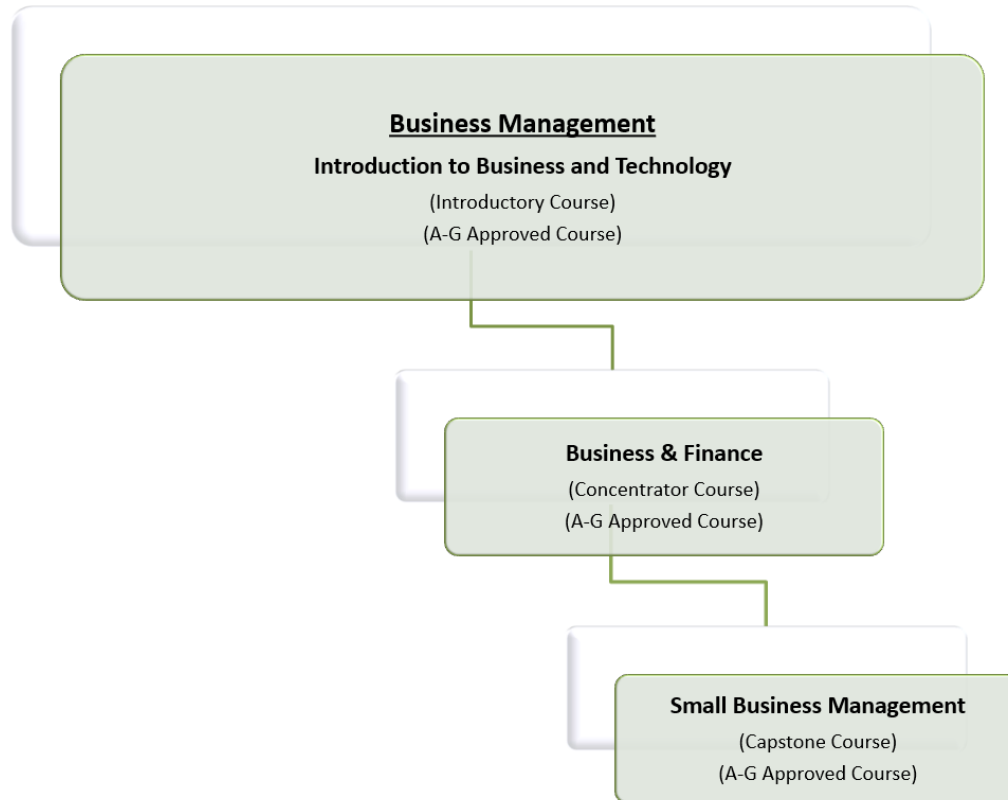 Business Management
Introduction to Business and Technology
(Introductory Course)
(A-G Approved Course)
Business & Finance
(Concentrator Course)
(A-G Approved Course)
Small Business Management
(Capstone Course)
(A-G Approved Course)